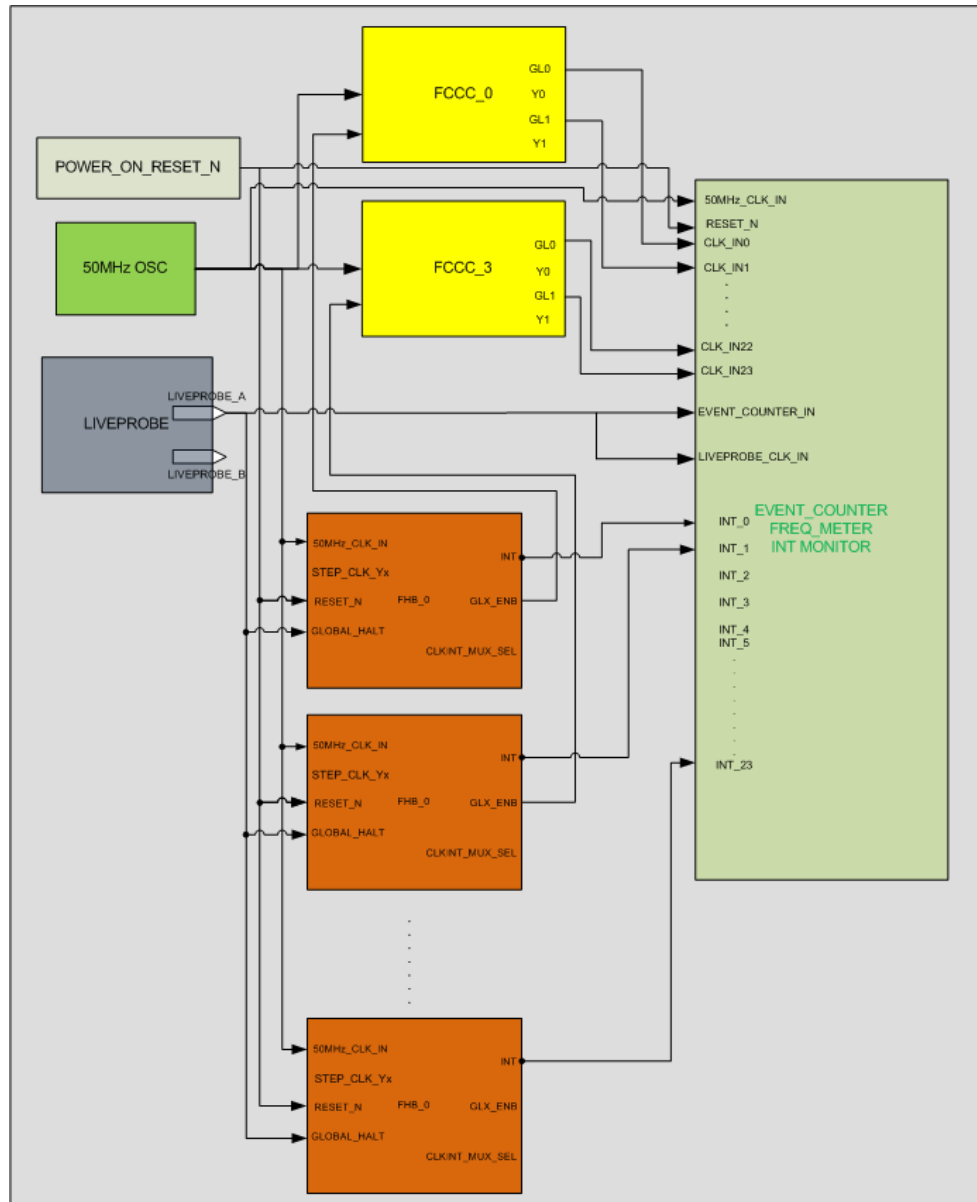 GL0
FCCC_0
Y0
GL1
Y1
POWER_ON_RESET_N
50MHz OSC
GL0
FCCC_3
Y0
GL1
Y1
50MHz_CLK_IN
RESET_N
CLK_IN0
CLK_IN1
CLK_IN22
CLK_IN23
EVENT_COUNTER_IN
LIVEPROBE_CLK_IN
LIVEPROBE_A
LIVEPROBE
LIVEPROBE_B
INT_0
EVENT_COUNTER
FREQ_METER
INT MONITOR
INT_1
INT_2
INT_3
INT_4
INT_5
INT_23
50MHz_CLK_IN
INT
STEP_CLK_Yx
RESET_N
FHB_0
GLX_ENB
GLOBAL_HALT
CLKINT_MUX_SEL
50MHz_CLK_IN
INT
STEP_CLK_Yx
RESET_N
FHB_0
GLX_ENB
GLOBAL_HALT
CLKINT_MUX_SEL
50MHz_CLK_IN
INT
STEP_CLK_Yx
RESET_N
FHB_0
GLX_ENB
GLOBAL_HALT
CLKINT_MUX_SEL